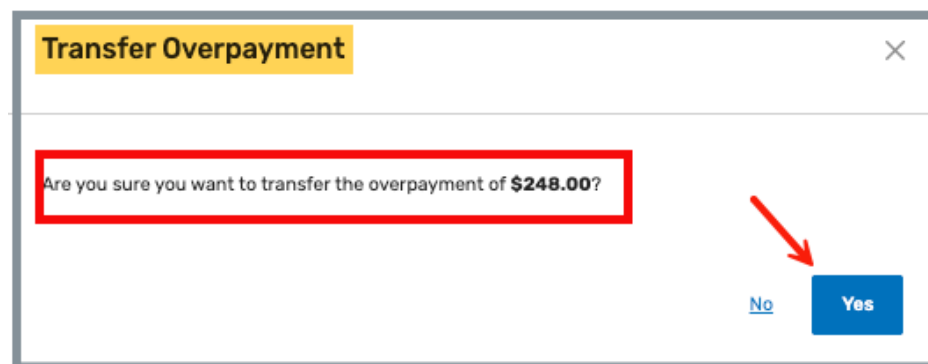 Transfer Overpayment
Are you sure you want to transfer the overpayment of $248.00?
No Yes